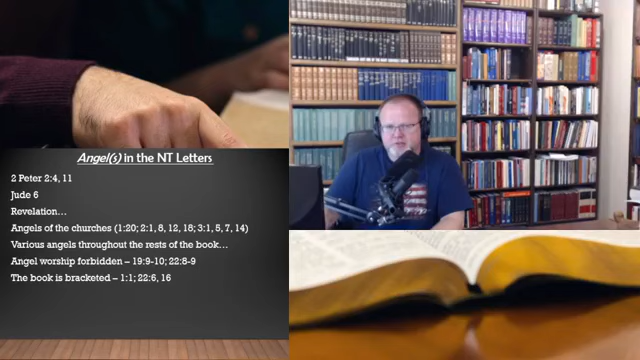 Angel(s) in the NT Letters
2 Peter 2:4, 11
Jude 6
Revelation...
Angels of the churches (1:20; 2:1, 8, 12, 18; 3:1, 5, 7, 14)
Various angels throughout the rests of the book...
Angel worship forbidden – 19:9-10; 22:8-9
The book is bracketed – 1:1; 22:6, 16